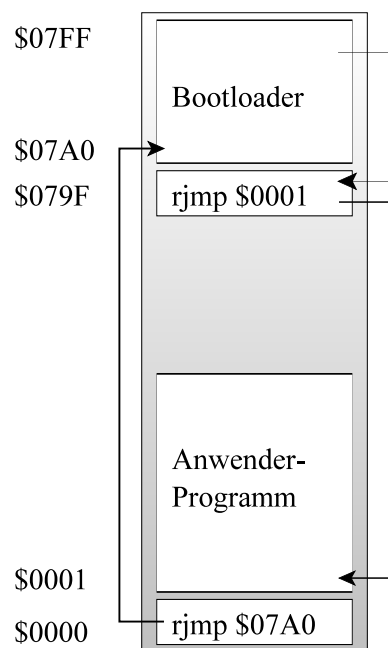 $07FF
Bootloader
$07A0
$079F
rjmp $0001
Anwender-
Programm
$0001
$0000
rjmp $07A0